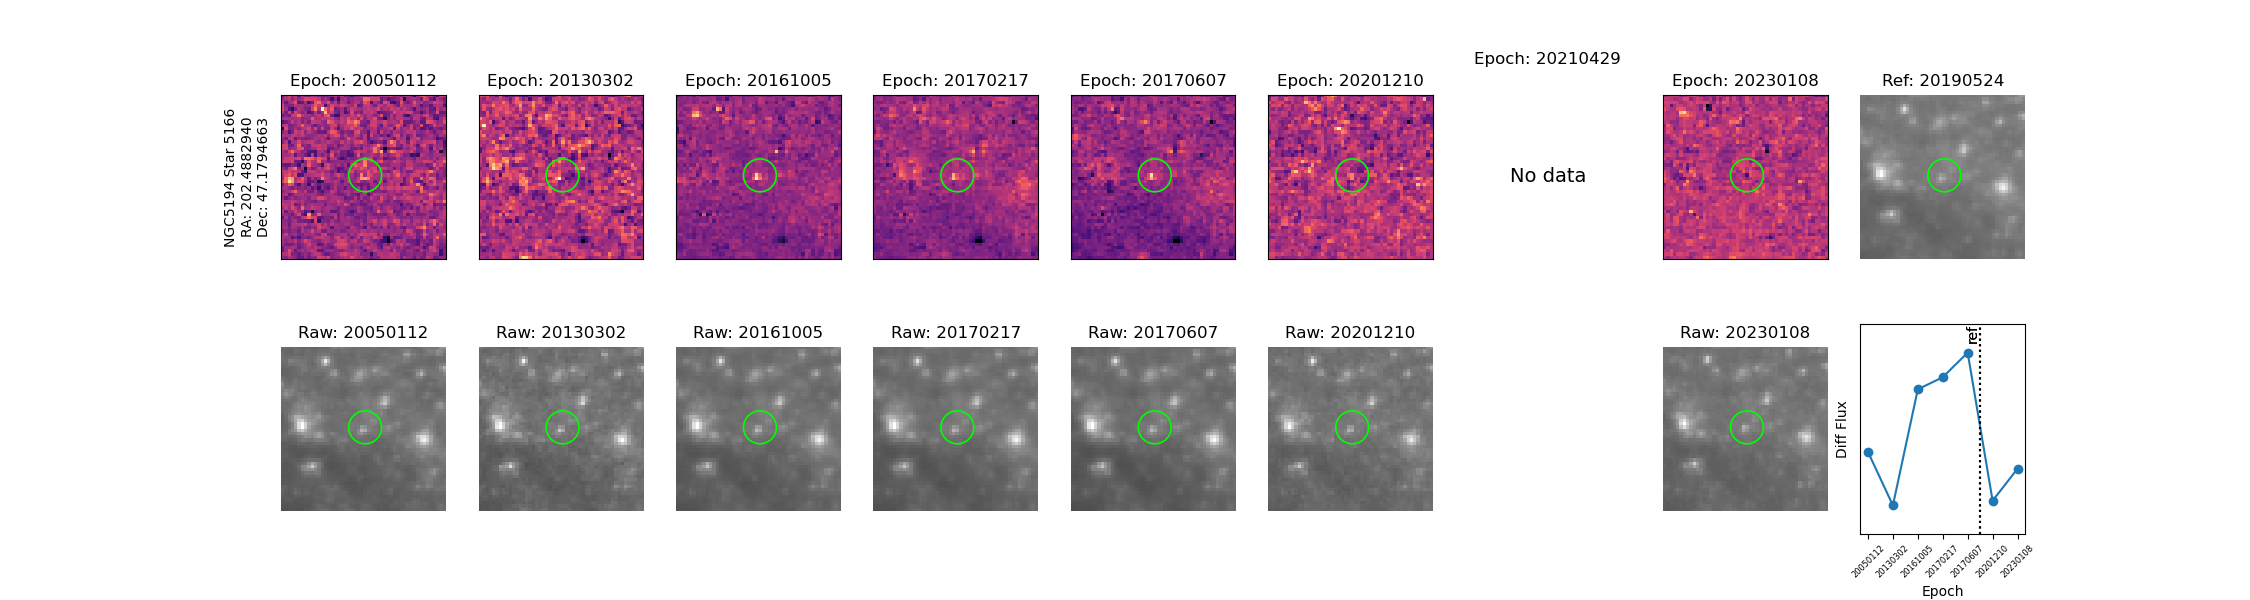 Epoch: 20210429
Epoch: 20050112
Epoch: 20130302
Epoch: 20161005
Epoch: 20170217
Epoch: 20170607
Epoch: 20201210
Epoch: 20230108
Ref: 20190524
NGC5194 Star 5166
RA: 202.4882940
Dec: 47.1794663
No data
Raw: 20050112
Raw: 20130302
Raw: 20161005
Raw: 20170217
Raw: 20170607
Raw: 20201210
Raw: 20230108
ref
Diff Flux
20050112
20130302
20161005
20170217
20170607
20201210
20230108
Epoch